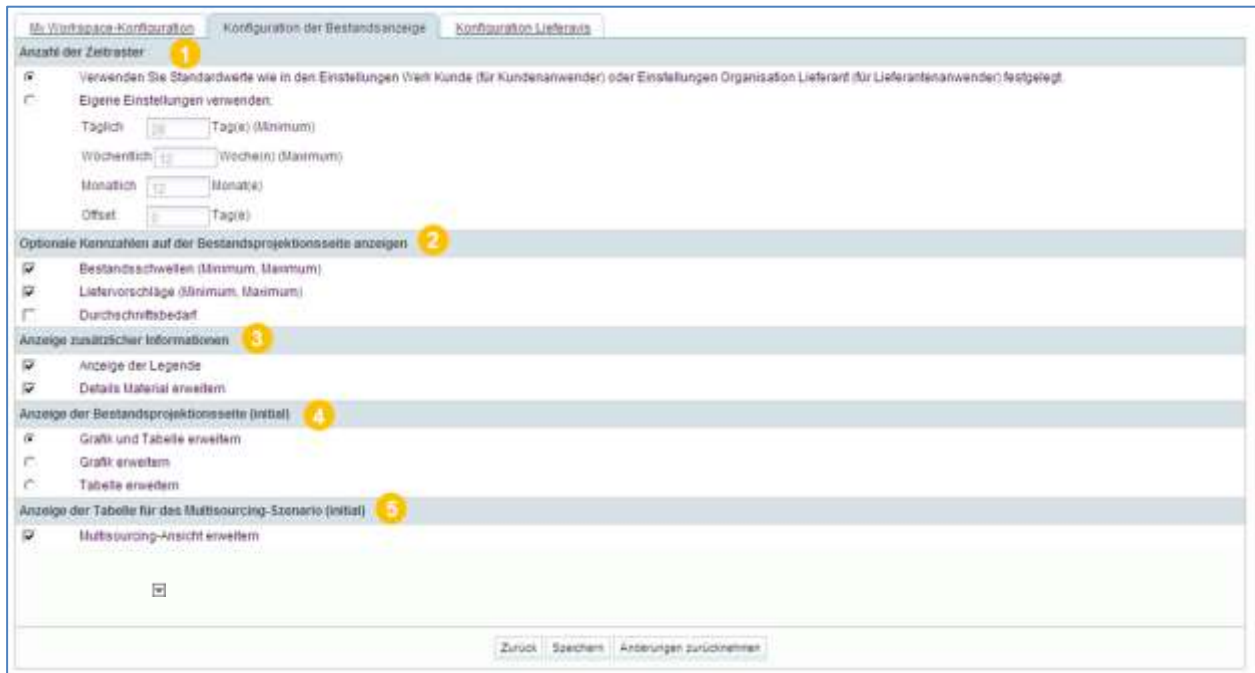 My Workspace-Konfiguration Konfiguration der Bestandsanzeige Konfiguration Lieferavis
Anzahl der Zeitraster 1
Verwenden Sie Standardwerte wie in den Einstellungen Werk Kunde (für Kundenanwender) oder Einstellungen Organisation Lieferant (für Lieferantenanwender) festgelegt.
Eigene Einstellungen verwenden:
Täglich 28 Tag(e) (Minimum)
Wöchentlich 12 Woche(n) (Maximum)
Monatlich 12 Monat(e)
Offset 0 Tag(e)
Optionale Kennzahlen auf der Bestandsprojektionsseite anzeigen 2
Bestandsschwellen (Minimum, Maximum)
Liefervorschläge (Minimum, Maximum)
Durchschnittsbedarf
Anzeige zusätzlicher Informationen 3
Anzeige der Legende
Details Material erweitern
Anzeige der Bestandsprojektionsseite (initial) 4
Grafik und Tabelle erweitern
Grafik erweitern
Tabelle erweitern
Anzeige der Tabelle für des Multisourcing-Szenario (initial) 5
Multisourcing-Ansicht erweitern
Zurück Speichern Änderungen zurücknehmen